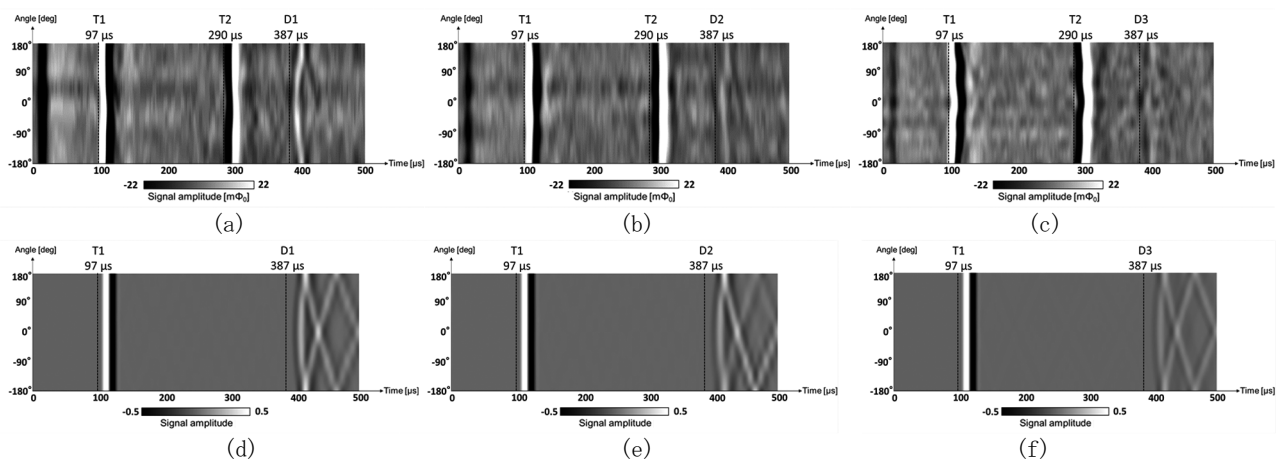 Angle [deg] T1 T2 D1
97 μs 290 μs 387 μs
180°
90°
0°
-90°
-180°
0 100 200 300 400 500
Time [μs]
-22 22
Signal amplitude [mΦ₀]
(a)
Angle [deg] T1 T2 D2
97 μs 290 μs 387 μs
180°
90°
0°
-90°
-180°
0 100 200 300 400 500
Time [μs]
-22 22
Signal amplitude [mΦ₀]
(b)
Angle [deg] T1 T2 D3
97 μs 290 μs 387 μs
180°
90°
0°
-90°
-180°
0 100 200 300 400 500
Time [μs]
-22 22
Signal amplitude [mΦ₀]
(c)
Angle [deg] T1 D1
97 μs 387 μs
180°
90°
0°
-90°
-180°
0 100 200 300 400 500
Time [μs]
-0.5 0.5
Signal amplitude
(d)
Angle [deg] T1 D2
97 μs 387 μs
180°
90°
0°
-90°
-180°
0 100 200 300 400 500
Time [μs]
-0.5 0.5
Signal amplitude
(e)
Angle [deg] T1 D3
97 μs 387 μs
180°
90°
0°
-90°
-180°
0 100 200 300 400 500
Time [μs]
-0.5 0.5
Signal amplitude
(f)